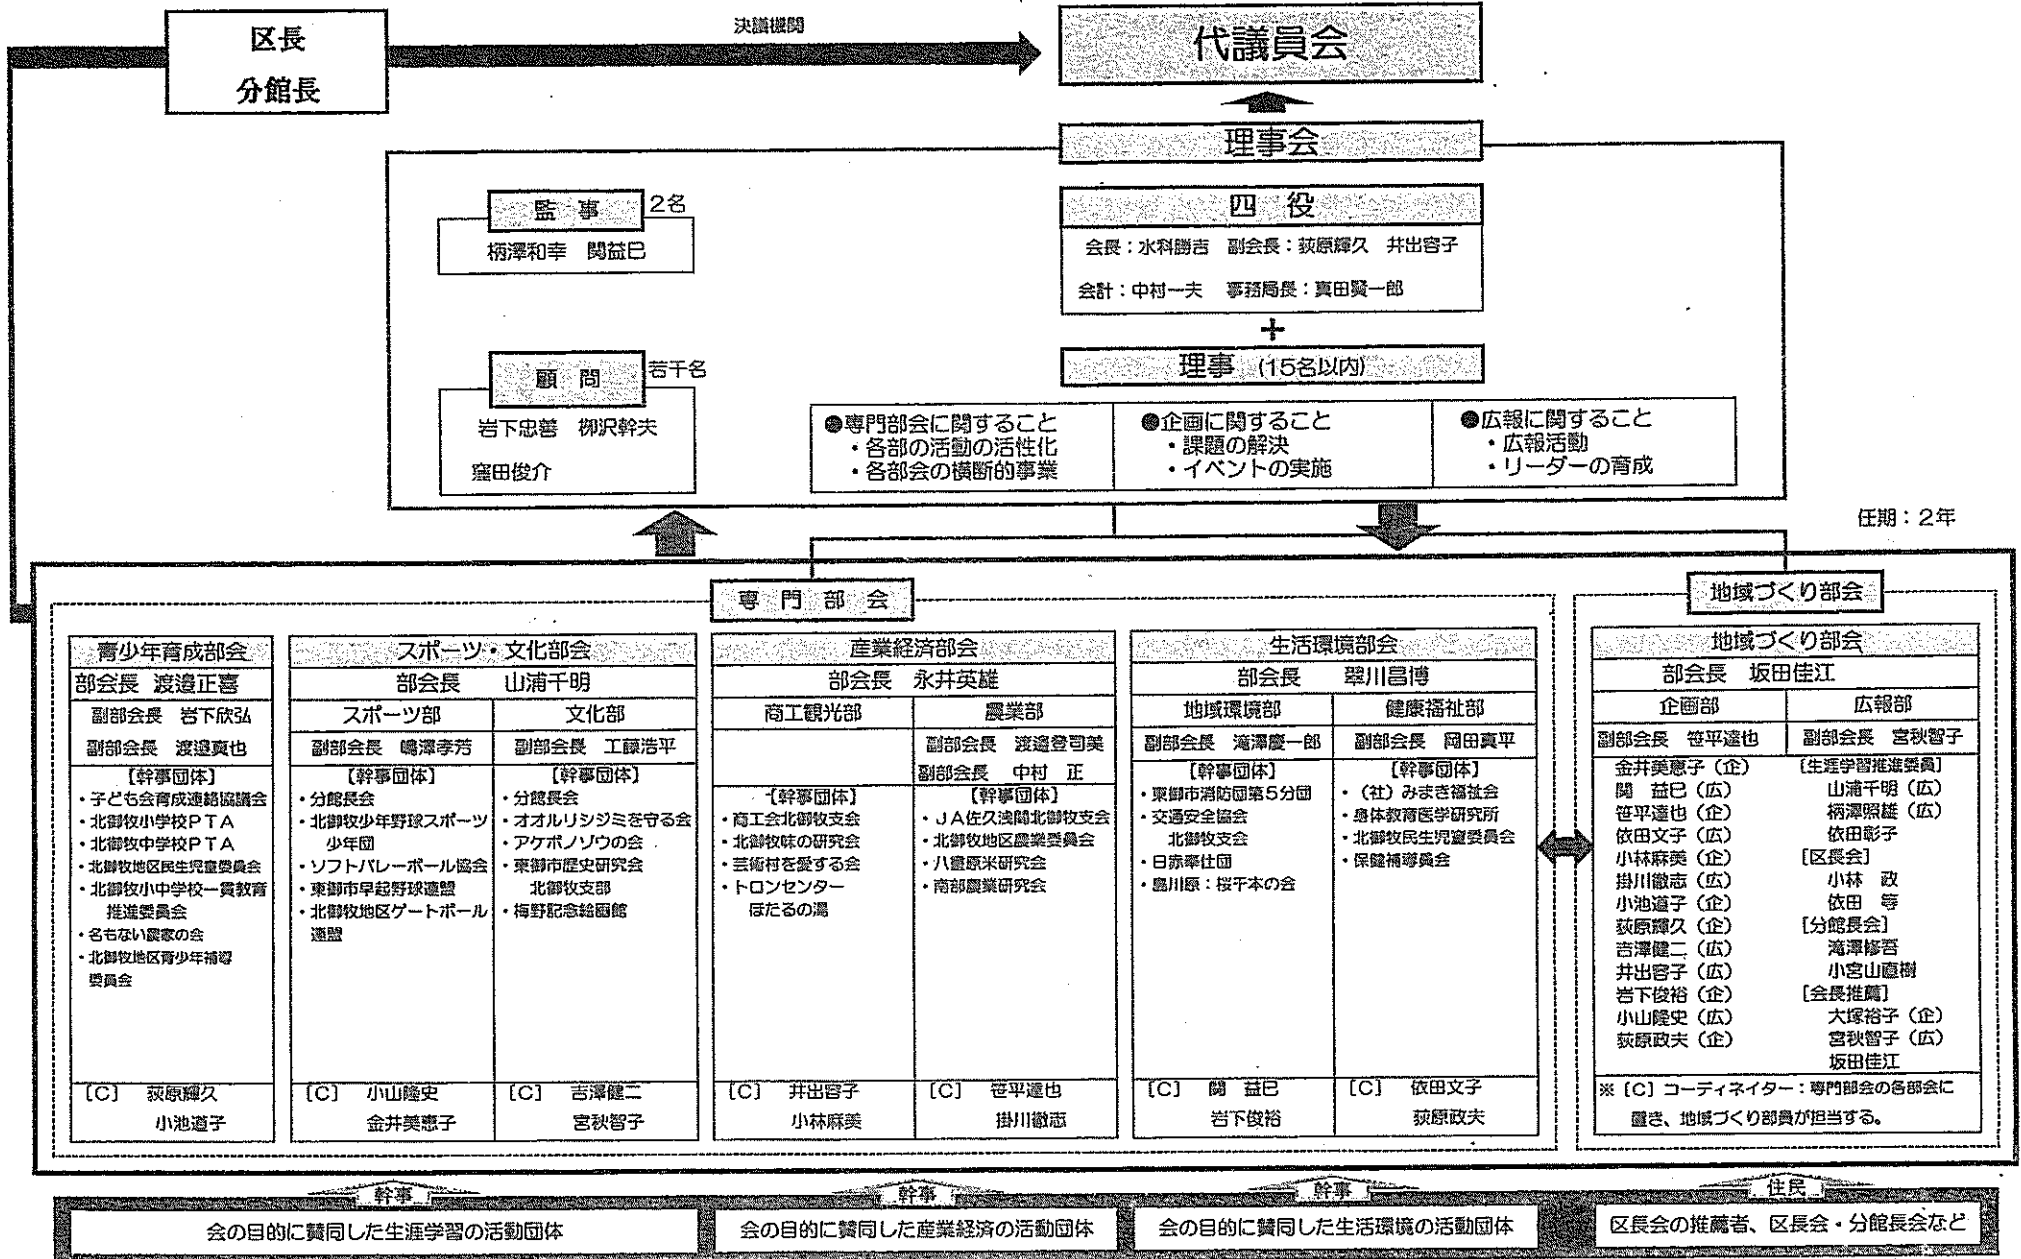 決議機関
区長
分館長
代議員会
理事会
監事 2名
柄澤和幸 関益巳
四役
会長：水科勝吉 副会長：荻原輝久 井出容子
会計：中村一夫 事務局長：真田賢一郎
＋
理事 (15名以内)
顧問 若干名
岩下忠善 柳沢幹夫
窪田俊介
●専門部会に関すること
・各部の活動の活性化
・各部会の横断的事業
●企画に関すること
・課題の解決
・イベントの実施
●広報に関すること
・広報活動
・リーダーの育成
任期：2年
専門部会
青少年育成部会
部会長 渡邉正喜
副部会長 岩下欣弘
副部会長 渡邉真也
【幹事団体】
・子ども会育成連絡協議会
・北御牧小学校PTA
・北御牧中学校PTA
・北御牧地区民生児童委員会
・北御牧小中学校一貫教育
推進委員会
・名もない農家の会
・北御牧地区青少年補導
委員会
[C] 荻原輝久
小池道子
スポーツ・文化部会
部会長 山浦千明
スポーツ部
副部会長 嶋澤孝芳
【幹事団体】
・分館長会
・北御牧少年野球スポーツ
少年団
・ソフトバレーボール協会
・東御市早起野球連盟
・北御牧地区ゲートボール
連盟
[C] 小山隆史
金井美恵子
文化部
副部会長 工藤浩平
【幹事団体】
・分館長会
・オオルリシジミを守る会
・アケボノゾウの会
・東御市歴史研究会
北御牧支部
・梅野記念絵画館
[C] 吉澤健二
宮秋智子
産業経済部会
部会長 永井英雄
商工観光部
【幹事団体】
・商工会北御牧支会
・北御牧味の研究会
・芸術村を愛する会
・トロンセンター
ほたるの湯
[C] 井出容子
小林麻美
農業部
副部会長 渡邉登司美
副部会長 中村 正
【幹事団体】
・JA佐久浅間北御牧支会
・北御牧地区農業委員会
・八重原米研究会
・南部農業研究会
[C] 笹平達也
掛川徹志
生活環境部会
部会長 翠川昌博
地域環境部
副部会長 滝澤慶一郎
【幹事団体】
・東御市消防団第5分団
・交通安全協会
北御牧支会
・日赤奉仕団
・島川原：桜千本の会
[C] 関 益巳
岩下俊裕
健康福祉部
副部会長 岡田真平
【幹事団体】
・（社）みまき福祉会
・身体教育医学研究所
・北御牧民生児童委員会
・保健補導員会
[C] 依田文子
荻原政夫
地域づくり部会
地域づくり部会
部会長 坂田佳江
企画部
副部会長 笹平達也
金井美恵子（企）
関 益巳（広）
笹平達也（企）
依田文子（広）
小林麻美（企）
掛川徹志（広）
小池道子（企）
荻原輝久（企）
吉澤健二（広）
井出容子（広）
岩下俊裕（企）
小山隆史（広）
荻原政夫（企）
広報部
副部会長 宮秋智子
[生涯学習推進委員]
山浦千明（広）
柄澤照雄（広）
依田彰子
[区長会]
小林 政
依田 等
[分館長会]
滝澤修吾
小宮山直樹
[会長推薦]
大塚裕子（企）
宮秋智子（広）
坂田佳江
※ [C] コーディネイター：専門部会の各部会に
置き、地域づくり部員が担当する。
幹事
会の目的に賛同した生涯学習の活動団体
幹事
会の目的に賛同した産業経済の活動団体
幹事
会の目的に賛同した生活環境の活動団体
住民
区長会の推薦者、区長会・分館長会など